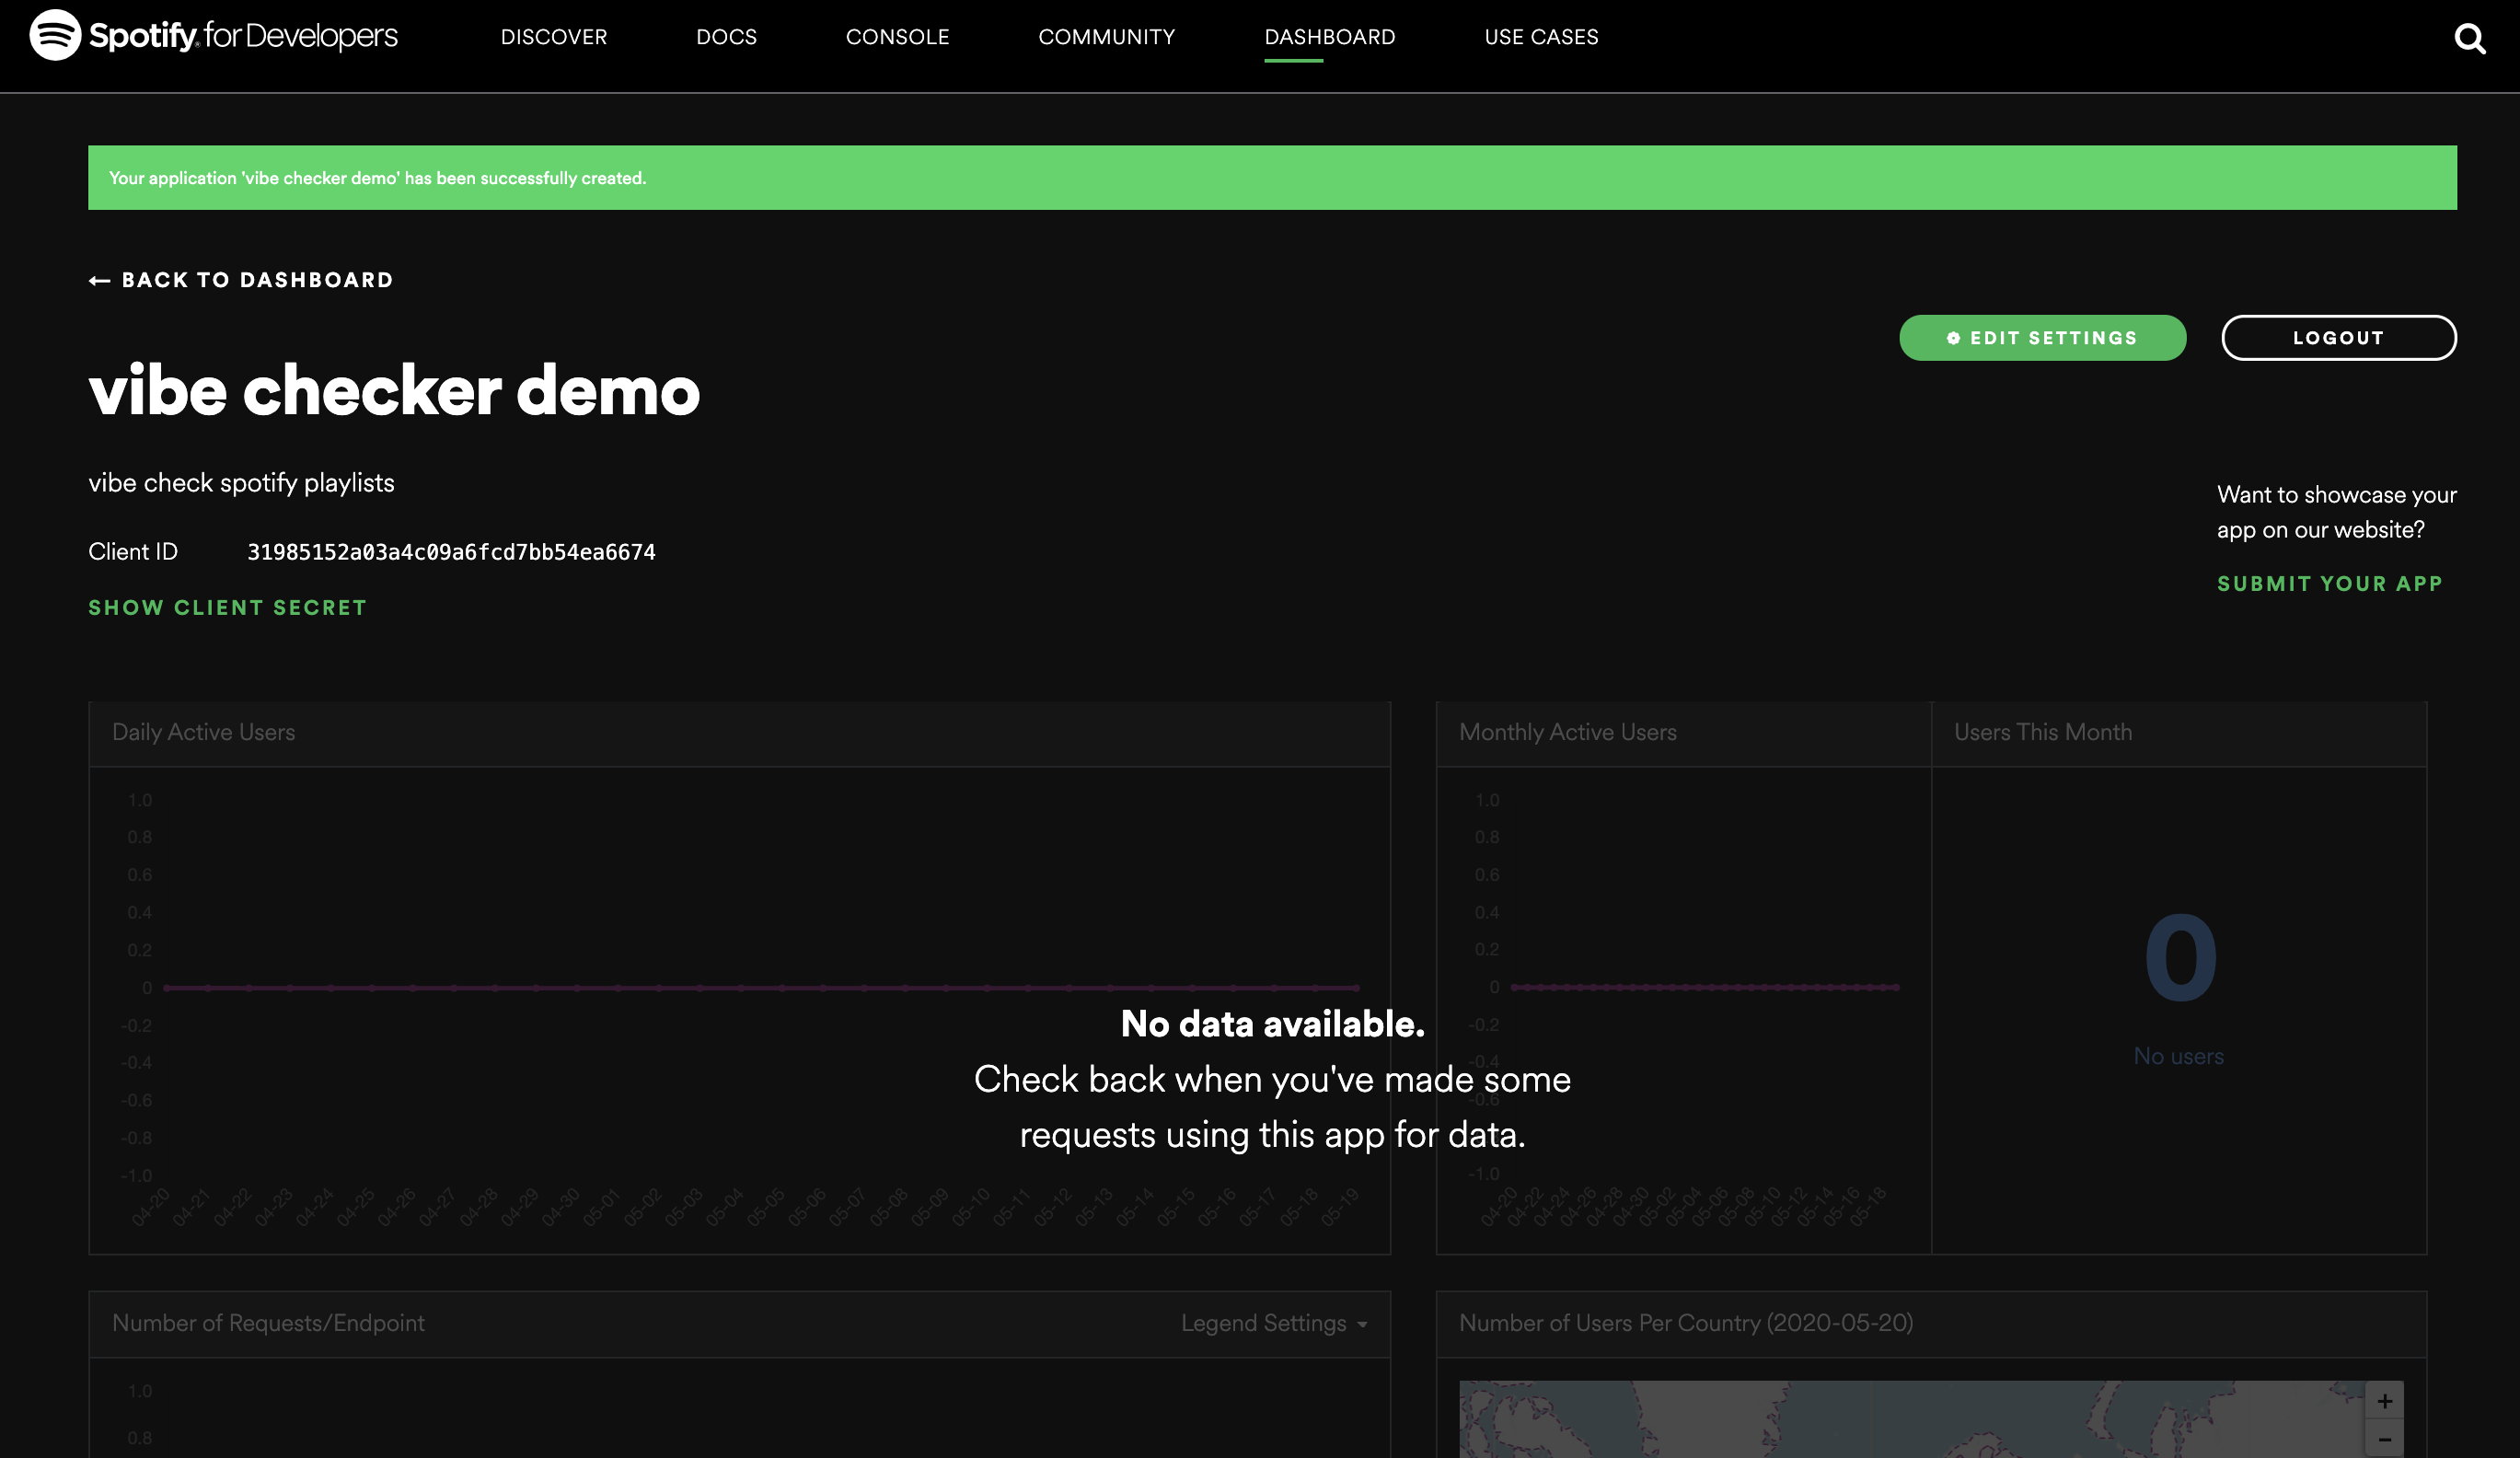 Spotify for Developers
DISCOVER
DOCS
CONSOLE
COMMUNITY
DASHBOARD
USE CASES
Your application 'vibe checker demo' has been successfully created.
← BACK TO DASHBOARD
EDIT SETTINGS
LOGOUT
vibe checker demo
vibe check spotify playlists
Want to showcase your
app on our website?
Client ID 31985152a03a4c09a6fcd7bb54ea6674
SUBMIT YOUR APP
SHOW CLIENT SECRET
Daily Active Users
1.0
0.8
0.6
0.4
0.2
0
-0.2
-0.4
-0.6
-0.8
-1.0
04-20 04-21 04-22 04-23 04-24 04-25 04-26 04-27 04-28 04-29 04-30 05-01 05-02 05-03 05-04 05-05 05-06 05-07 05-08 05-09 05-10 05-11 05-12 05-13 05-14 05-15 05-16 05-17 05-18 05-19
Monthly Active Users
1.0
0.8
0.6
0.4
0.2
0
-0.2
-0.4
-0.6
-1.0
04-20 04-22 04-24 04-26 04-28 04-30 05-02 05-04 05-06 05-08 05-10 05-12 05-14 05-16 05-18
Users This Month
0
No users
No data available.
Check back when you've made some
requests using this app for data.
Number of Requests/Endpoint
Legend Settings
1.0
0.8
Number of Users Per Country (2020-05-20)
+
−